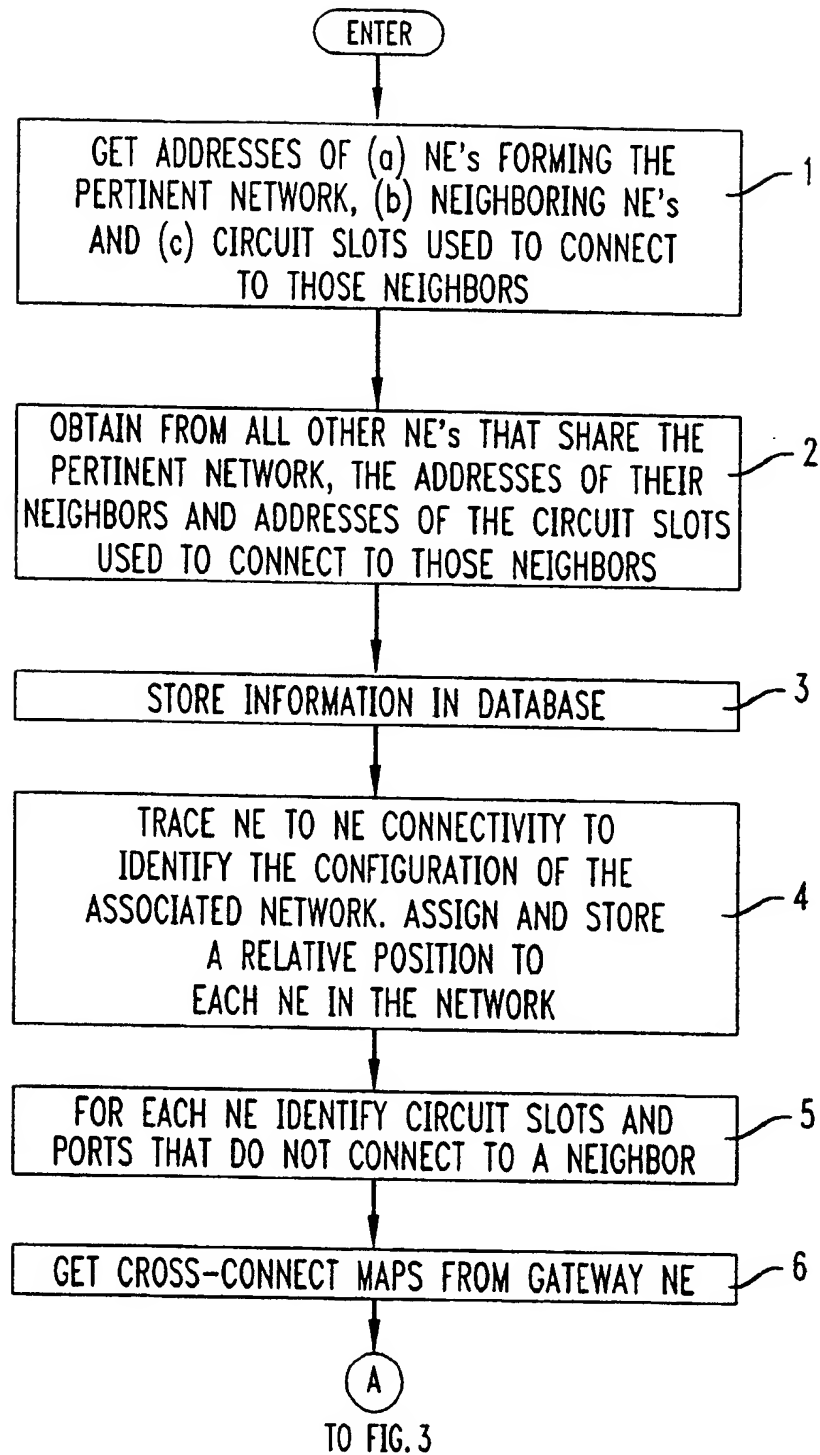 ENTER
GET ADDRESSES OF (a) NE's FORMING THE
PERTINENT NETWORK, (b) NEIGHBORING NE's
AND (c) CIRCUIT SLOTS USED TO CONNECT
TO THOSE NEIGHBORS
1
OBTAIN FROM ALL OTHER NE's THAT SHARE THE
PERTINENT NETWORK, THE ADDRESSES OF THEIR
NEIGHBORS AND ADDRESSES OF THE CIRCUIT SLOTS
USED TO CONNECT TO THOSE NEIGHBORS
2
STORE INFORMATION IN DATABASE
3
TRACE NE TO NE CONNECTIVITY TO
IDENTIFY THE CONFIGURATION OF THE
ASSOCIATED NETWORK. ASSIGN AND STORE
A RELATIVE POSITION TO
EACH NE IN THE NETWORK
4
FOR EACH NE IDENTIFY CIRCUIT SLOTS AND
PORTS THAT DO NOT CONNECT TO A NEIGHBOR
5
GET CROSS-CONNECT MAPS FROM GATEWAY NE
6
A
TO FIG. 3